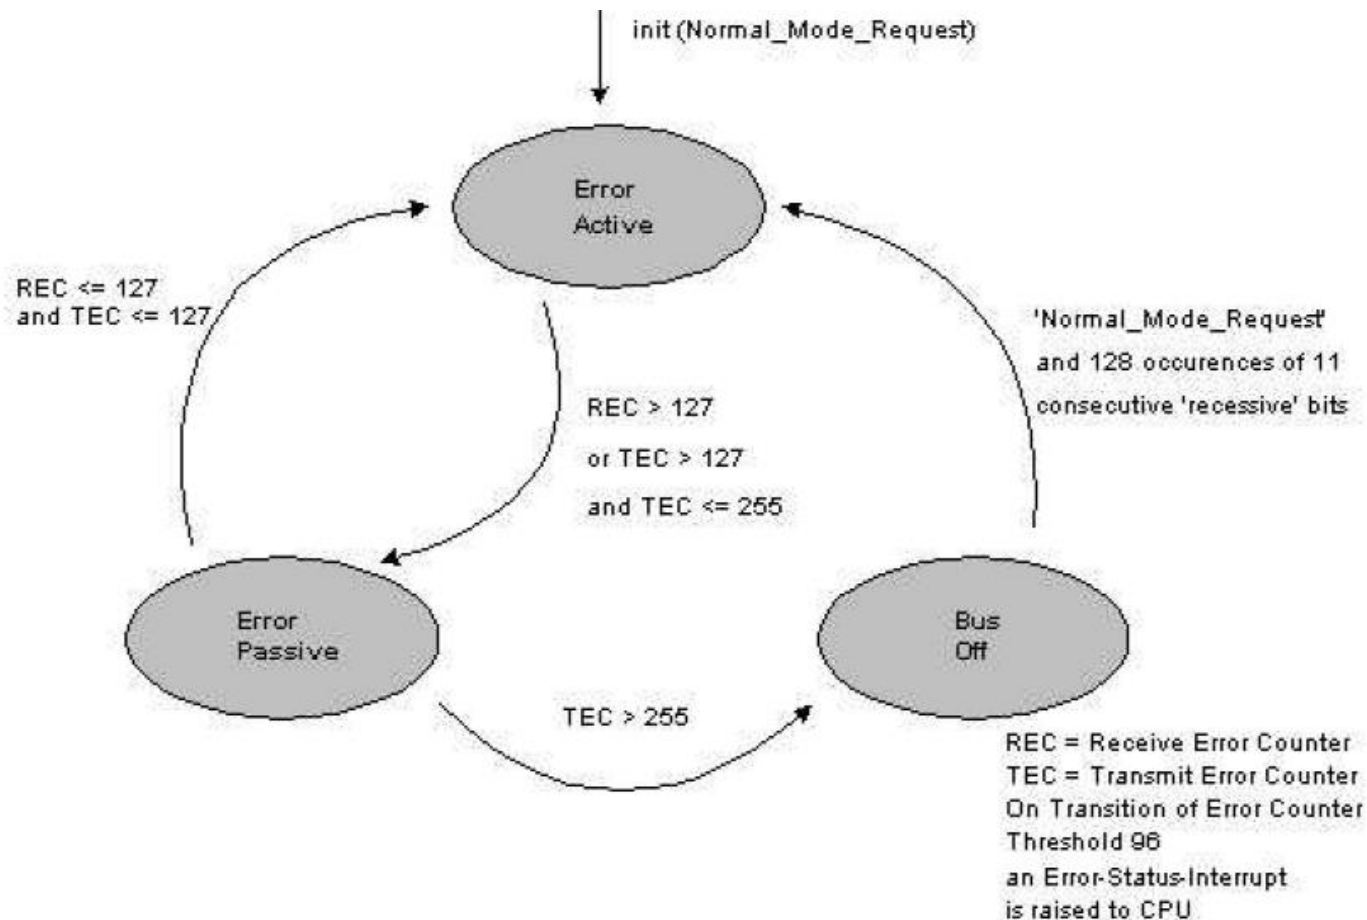 init (Normal_Mode_Request)
Error
Active
REC <= 127
and TEC <= 127
'Normal_Mode_Request'
and 128 occurences of 11
consecutive 'recessive' bits
REC > 127
or TEC > 127
and TEC <= 255
Error
Passive
Bus
Off
TEC > 255
REC = Receive Error Counter
TEC = Transmit Error Counter
On Transition of Error Counter
Threshold 96
an Error-Status-Interrupt
is raised to CPU